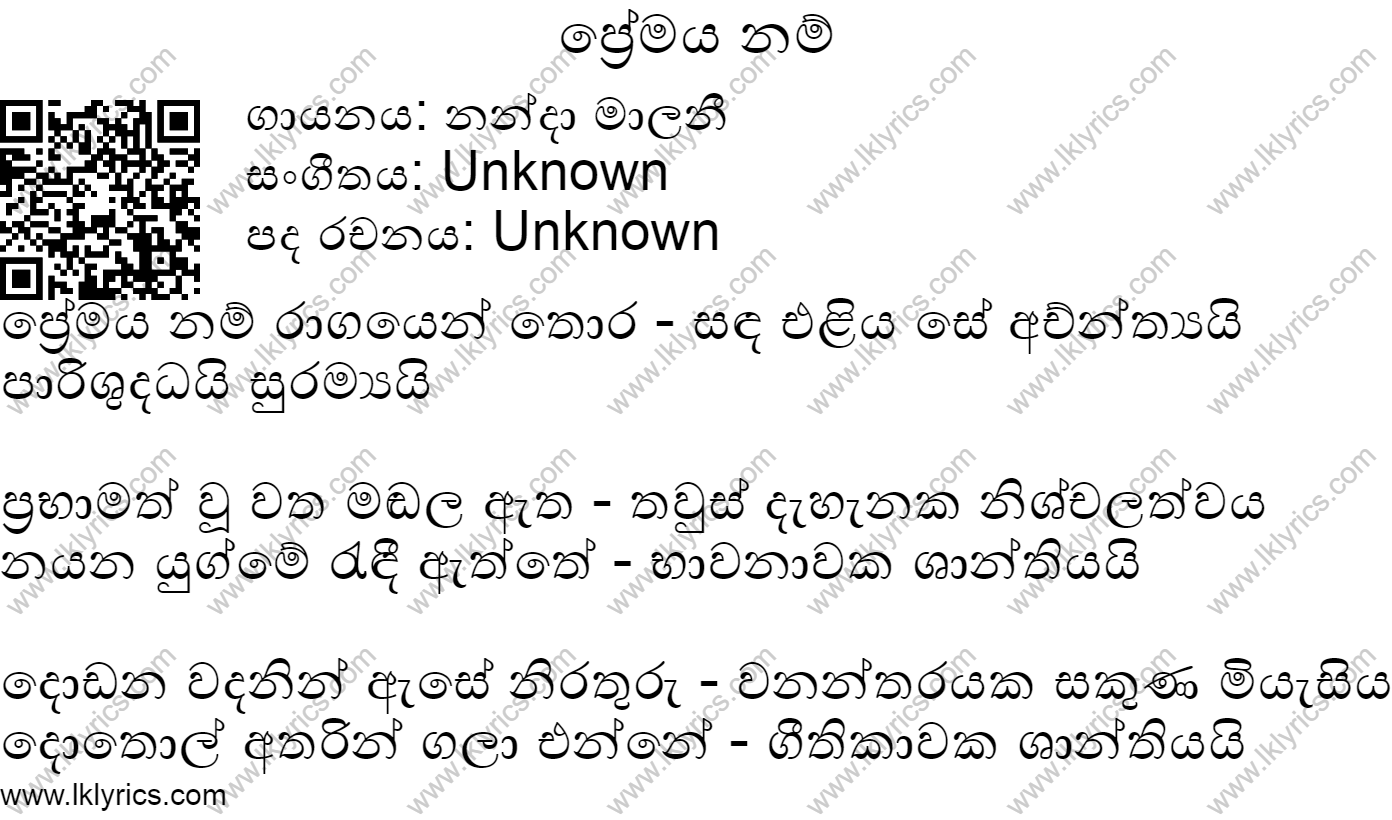 ප්‍රේමය නම්
ගායනය: නන්දා මාලනී
සංගීතය: Unknown
පද රචනය: Unknown
ප්‍රේමය නම් රාගයෙන් තොර - සඳ එළිය සේ අචින්ත්‍යයි
පාරිශුදධයි සුරම්‍යයි
ප්‍රභාමත් වූ වත මඬල ඇත - තවුස් දැහැනක නිශ්චලත්වය
නයන යුග්මේ රැඳී ඇත්තේ - භාවනාවක ශාන්තියයි
දොඩන වදනින් ඇසේ නිරතුරු - වනන්තරයක සකුණ මියැසිය
දොතොල් අතරින් ගලා එන්නේ - ගීතිකාවක ශාන්තියයි
www.lklyrics.com